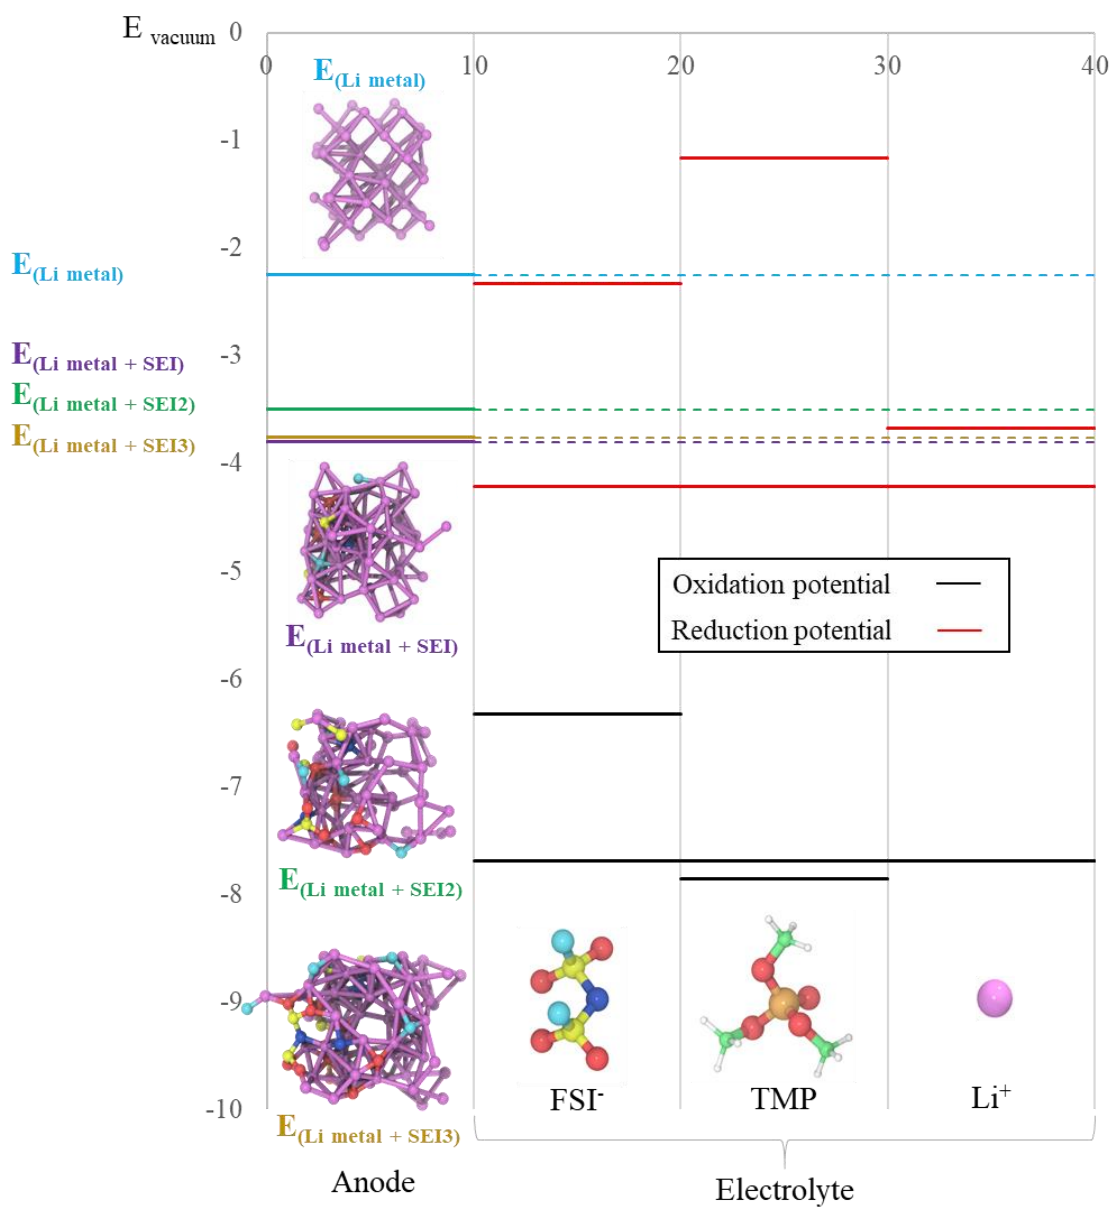 E vacuum 0
0 10 20 30 40
E(Li metal)
-1
-2
E(Li metal)
-3
E(Li metal + SEI)
E(Li metal + SEI2)
E(Li metal + SEI3)
-4
-5
Oxidation potential
Reduction potential
E(Li metal + SEI)
-6
-7
E(Li metal + SEI2)
-8
-9
FSI- TMP Li+
-10
E(Li metal + SEI3)
Anode
Electrolyte